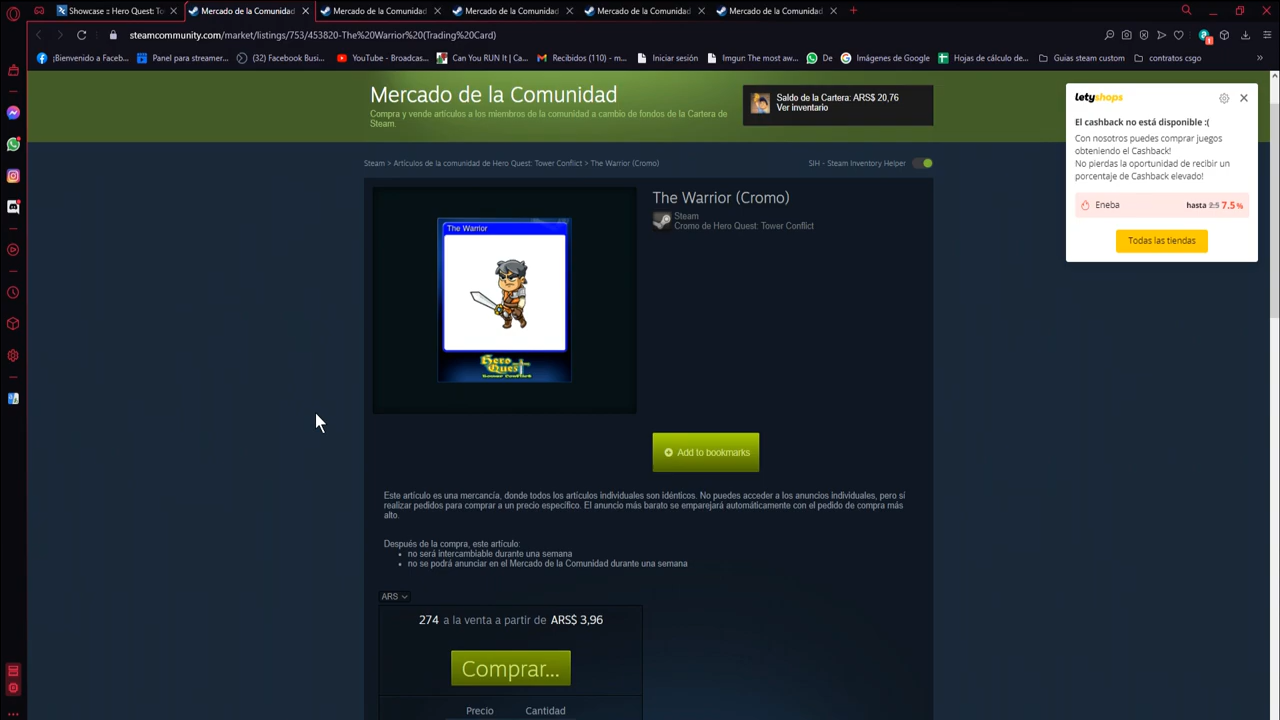 Showcase :: Hero Quest: To
Mercado de la Comunidad
Mercado de la Comunidad
Mercado de la Comunidad
Mercado de la Comunidad
Mercado de la Comunidad
steamcommunity.com/market/listings/753/453820-The%20Warrior%20(Trading%20Card)
¡Bienvenido a Faceb...
Panel para streamer...
(32) Facebook Busi...
YouTube - Broadcas...
Can YOU RUN It | Ca...
Recibidos (110) - m...
Iniciar sesión
Imgur: The most aw...
De
Imágenes de Google
Hojas de cálculo de...
Guias steam custom
contratos csgo
Mercado de la Comunidad
Compra y vende artículos a los miembros de la comunidad a cambio de fondos de la Cartera de
Steam.
Saldo de la Cartera: ARS$ 20,76
Ver inventario
letyshops
El cashback no está disponible :(
Con nosotros puedes comprar juegos
obteniendo el Cashback!
No pierdas la oportunidad de recibir un
porcentaje de Cashback elevado!
Eneba hasta 2.5 7.5%
Todas las tiendas
Steam > Artículos de la comunidad de Hero Quest: Tower Conflict > The Warrior (Cromo)
SIH - Steam Inventory Helper
The Warrior
Hero Quest
Tower Conflict
The Warrior (Cromo)
Steam
Cromo de Hero Quest: Tower Conflict
Add to bookmarks
Este artículo es una mercancía, donde todos los artículos individuales son idénticos. No puedes acceder a los anuncios individuales, pero sí
realizar pedidos para comprar a un precio específico. El anuncio más barato se emparejará automáticamente con el pedido de compra más
alto.
Después de la compra, este artículo:
• no será intercambiable durante una semana
• no se podrá anunciar en el Mercado de la Comunidad durante una semana
ARS
274 a la venta a partir de ARS$ 3,96
Comprar...
Precio Cantidad